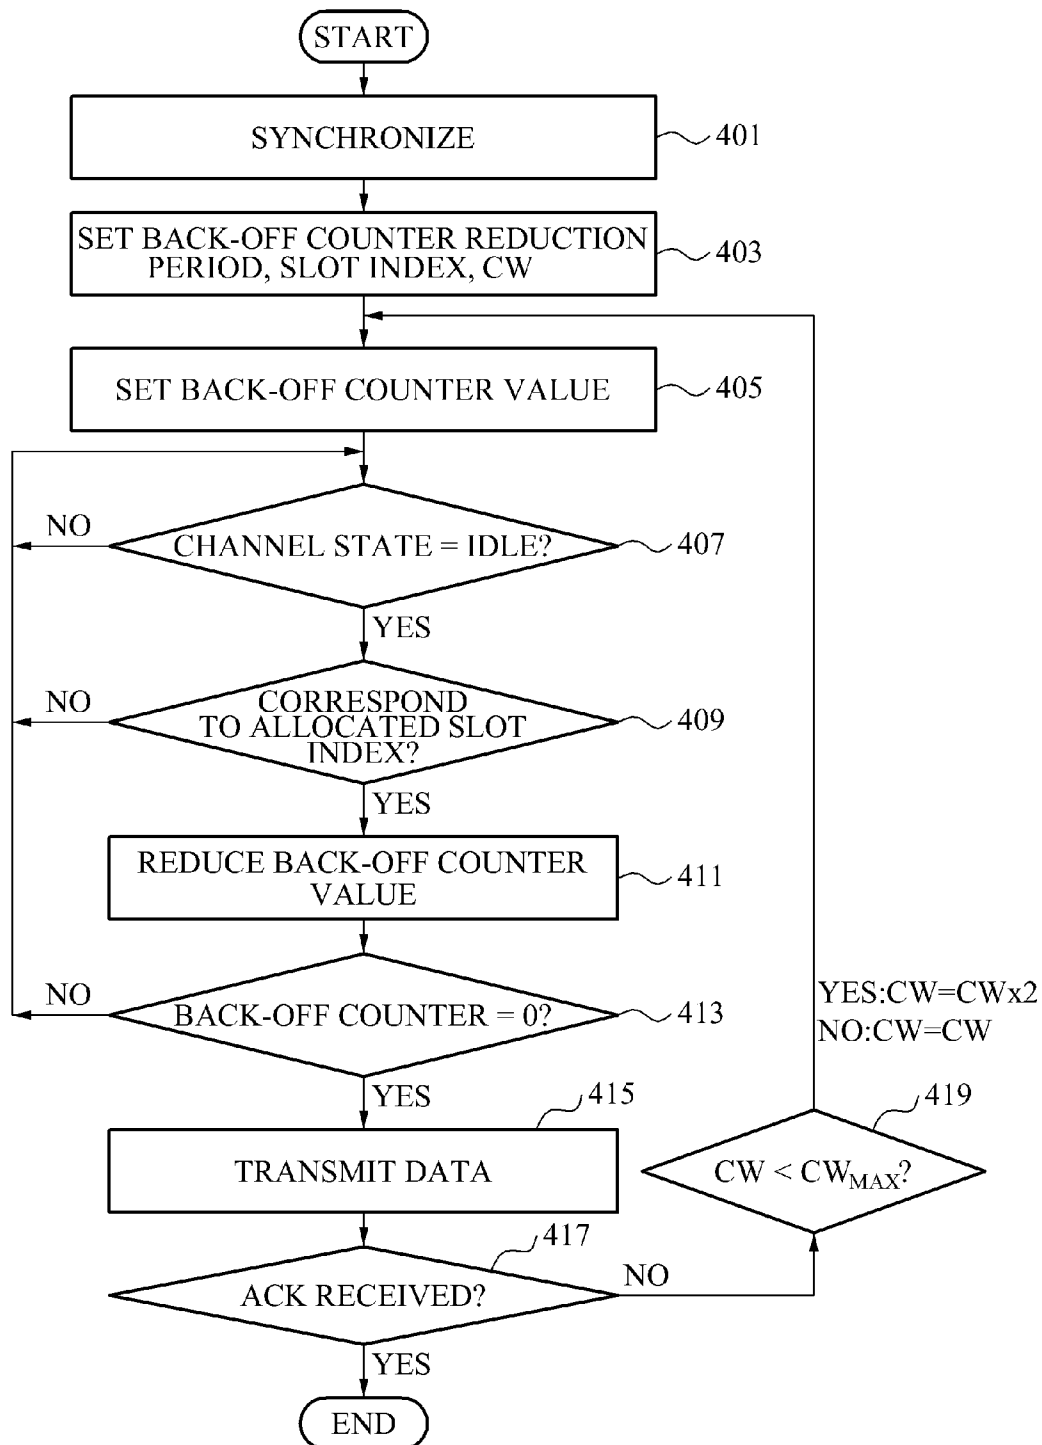 START
SYNCHRONIZE
401
SET BACK-OFF COUNTER REDUCTION
PERIOD, SLOT INDEX, CW
403
SET BACK-OFF COUNTER VALUE
405
NO
CHANNEL STATE = IDLE?
407
YES
NO
CORRESPOND
TO ALLOCATED SLOT
INDEX?
409
YES
REDUCE BACK-OFF COUNTER
VALUE
411
NO
BACK-OFF COUNTER = 0?
413
YES:CW=CWx2
NO:CW=CW
YES
415
TRANSMIT DATA
419
CW < CWMAX?
417
ACK RECEIVED?
NO
YES
END